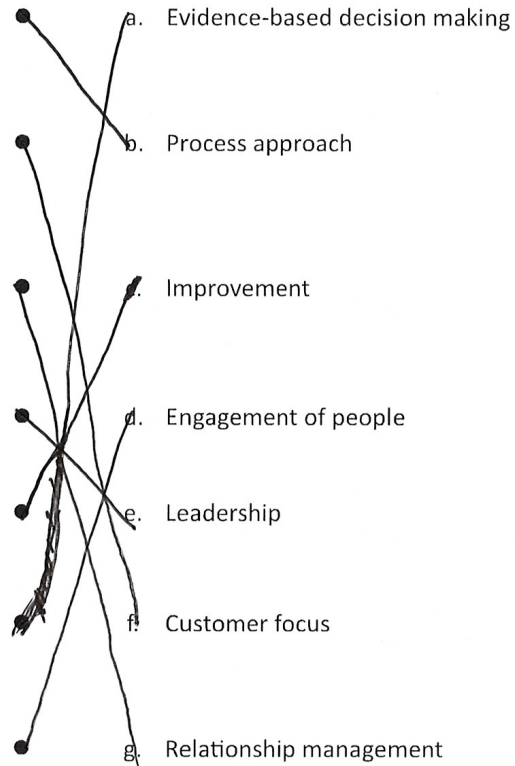 a. Evidence-based decision making
b. Process approach
c. Improvement
d. Engagement of people
e. Leadership
f. Customer focus
g. Relationship management